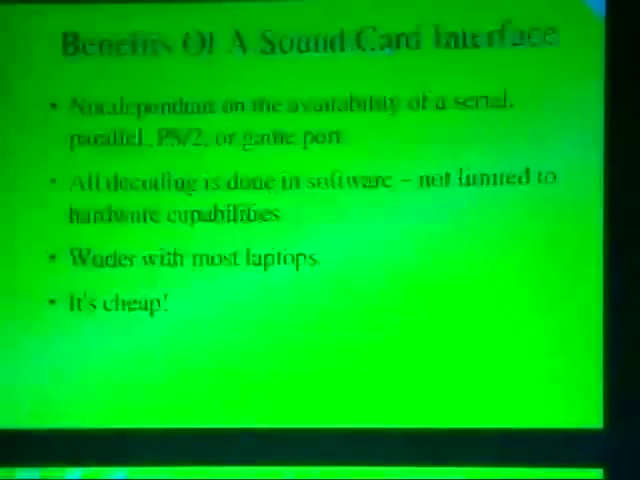 Benefits Of A Sound Card Interface
• Not dependant on the availability of a serial,
parallel, PS/2, or game port
• All decoding is done in software – not limited to
hardware capabilities
• with most laptops.
• It's cheap!